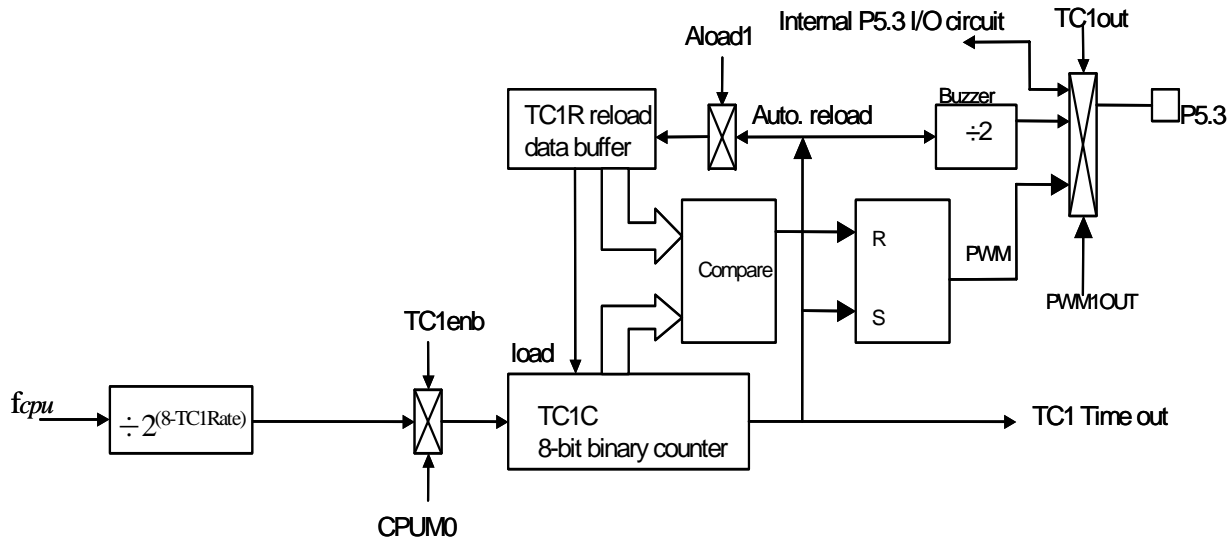 Internal P5.3 I/O circuit
TC1out
Aload1
TC1R reload
data buffer
Auto. reload
Buzzer
÷2
P5.3
Compare
R
S
PWM
PWM1OUT
TC1enb
load
fcpu
÷2(8-TC1Rate)
TC1C
8-bit binary counter
TC1 Time out
CPUM0